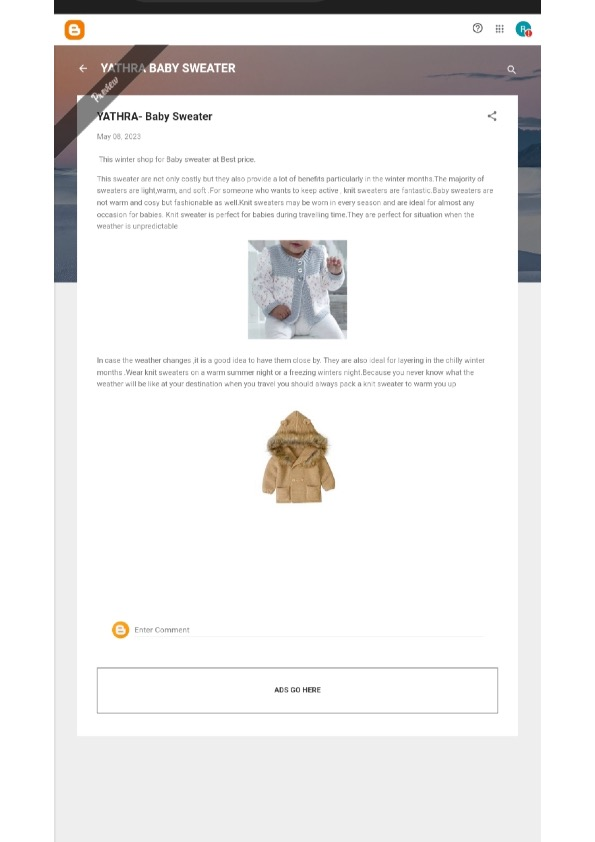 YATHRA BABY SWEATER
Preview
YATHRA- Baby Sweater
May 08, 2023
This winter shop for Baby sweater at Best price.
This sweater are not only costly but they also provide a lot of benefits particularly in the winter months.The majority of
sweaters are light,warm, and soft .For someone who wants to keep active , knit sweaters are fantastic.Baby sweaters are
not warm and cosy but fashionable as well.Knit sweaters may be worn in every season and are ideal for almost any
occasion for babies. Knit sweater is perfect for babies during travelling time.They are perfect for situation when the
weather is unpredictable
In case the weather changes ,it is a good idea to have them close by. They are also ideal for layering in the chilly winter
months .Wear knit sweaters on a warm summer night or a freezing winters night.Because you never know what the
weather will be like at your destination when you travel you should always pack a knit sweater to warm you up
Enter Comment
ADS GO HERE